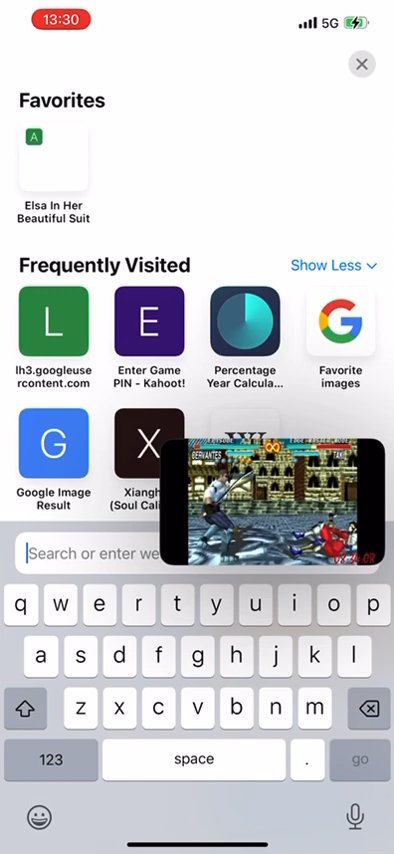 13:30
5G
Favorites
A
Elsa In Her
Beautiful Suit
Frequently Visited
Show Less
L
E
lh3.googleuse
rcontent.com
Enter Game
PIN - Kahoot!
Percentage
Year Calcula...
Favorite
images
G
X
Google Image
Result
Xiangh
(Soul Cali
CERVANTES
TAKI
Search or enter we
q w e r t y u i o p
a s d f g h j k l
z x c v b n m
123
space
.
go